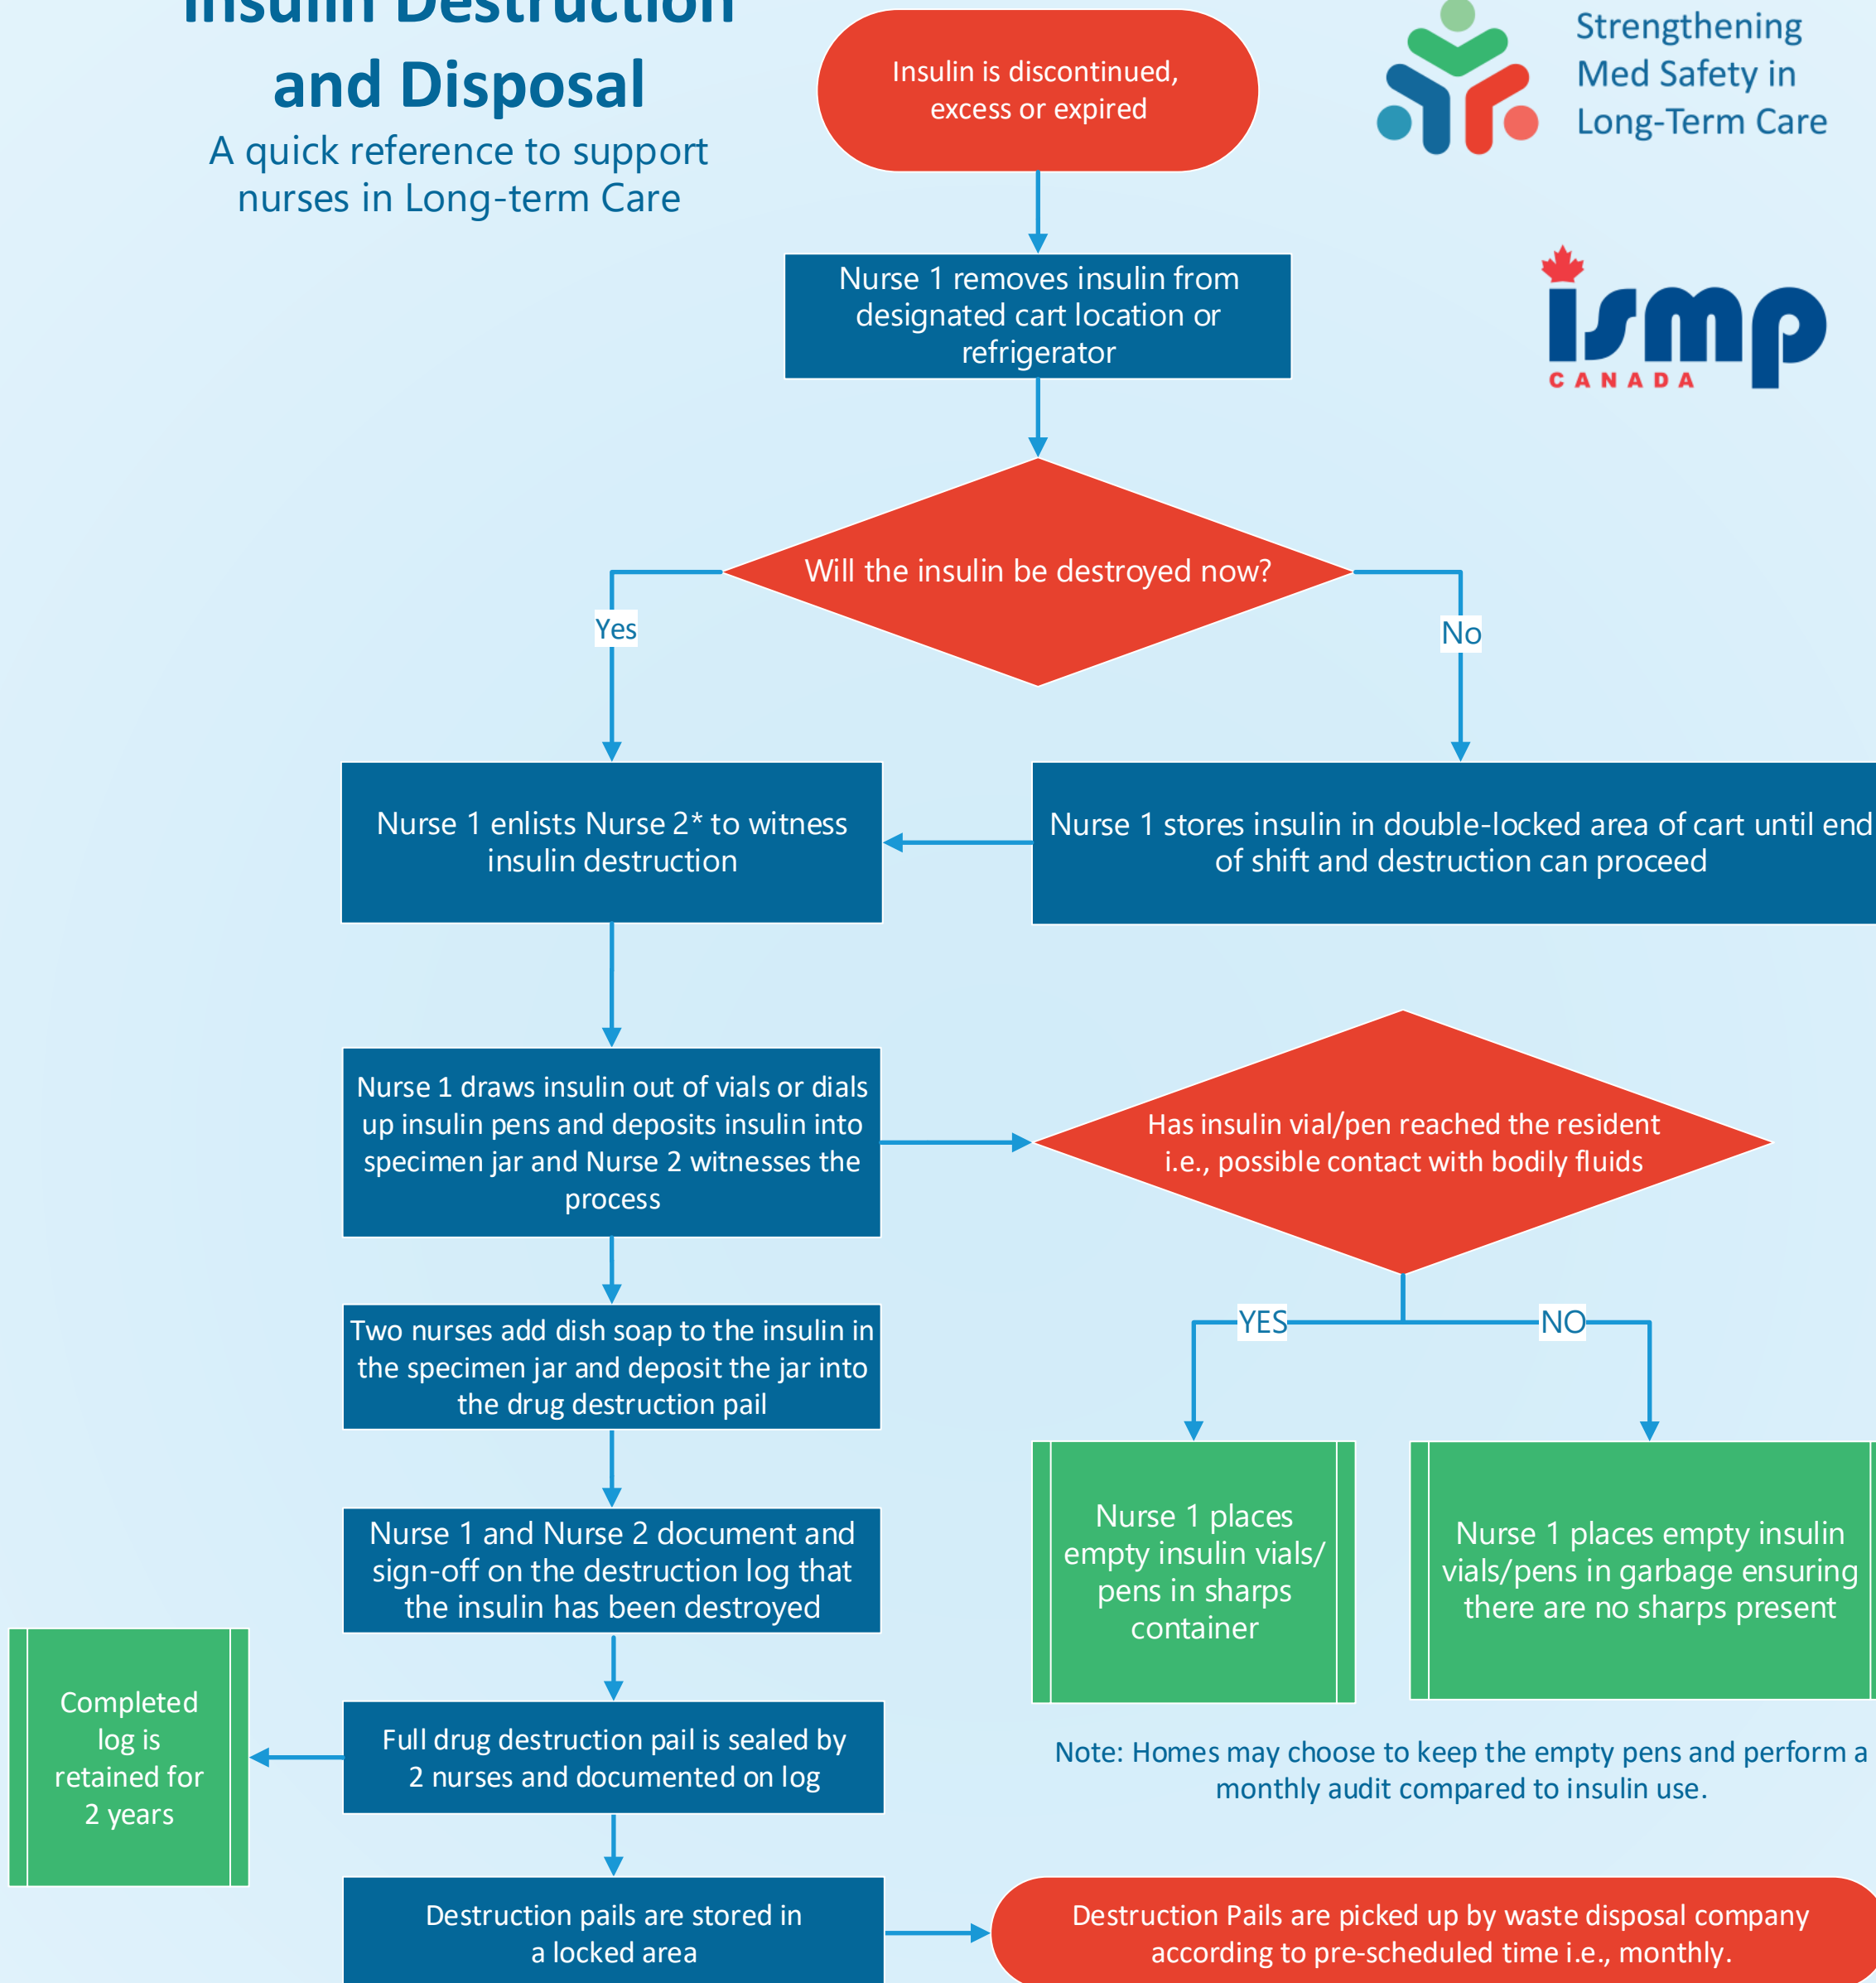 Insulin Destruction
and Disposal
A quick reference to support
nurses in Long-term Care
Insulin is discontinued,
excess or expired
Strengthening
Med Safety in
Long-Term Care
ismp
CANADA
Nurse 1 removes insulin from
designated cart location or
refrigerator
Will the insulin be destroyed now?
Yes
No
Nurse 1 enlists Nurse 2* to witness
insulin destruction
Nurse 1 stores insulin in double-locked area of cart until end
of shift and destruction can proceed
Nurse 1 draws insulin out of vials or dials
up insulin pens and deposits insulin into
specimen jar and Nurse 2 witnesses the
process
Has insulin vial/pen reached the resident
i.e., possible contact with bodily fluids
YES
NO
Two nurses add dish soap to the insulin in
the specimen jar and deposit the jar into
the drug destruction pail
Nurse 1 places
empty insulin vials/
pens in sharps
container
Nurse 1 places empty insulin
vials/pens in garbage ensuring
there are no sharps present
Nurse 1 and Nurse 2 document and
sign-off on the destruction log that
the insulin has been destroyed
Completed
log is
retained for
2 years
Full drug destruction pail is sealed by
2 nurses and documented on log
Note: Homes may choose to keep the empty pens and perform a
monthly audit compared to insulin use.
Destruction pails are stored in
a locked area
Destruction Pails are picked up by waste disposal company
according to pre-scheduled time i.e., monthly.